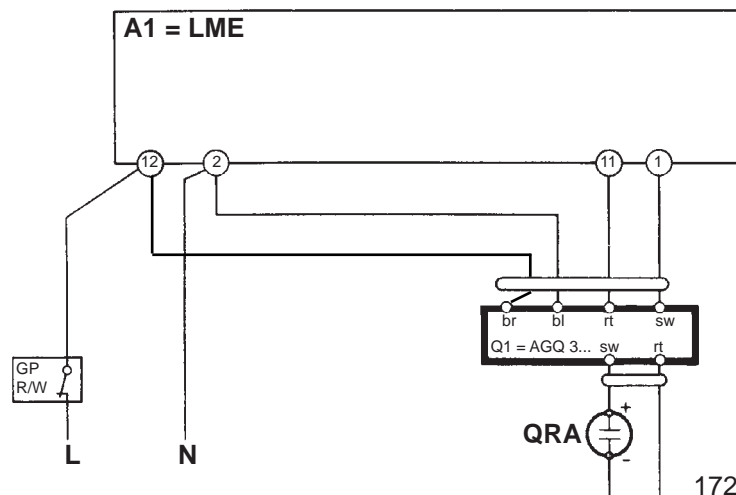 A1 = LME
12 2 11 1
br bl rt sw
Q1 = AGQ 3... sw rt
GP
R/W
+
QRA
-
L N
172